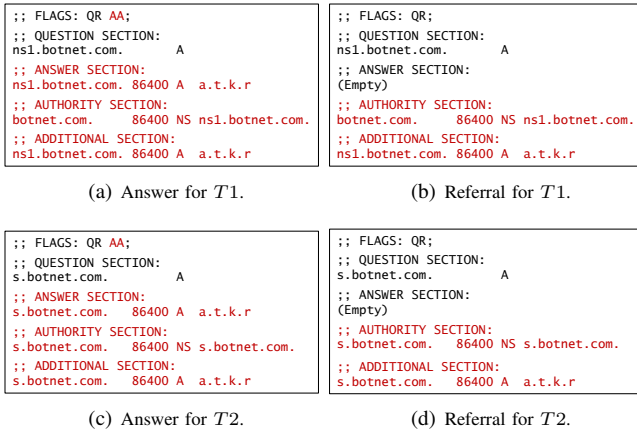 ;; FLAGS: QR AA;
;; QUESTION SECTION:
ns1.botnet.com. A
;; ANSWER SECTION:
ns1.botnet.com. 86400 A a.t.k.r
;; AUTHORITY SECTION:
botnet.com. 86400 NS ns1.botnet.com.
;; ADDITIONAL SECTION:
ns1.botnet.com. 86400 A a.t.k.r
(a) Answer for T1.
;; FLAGS: QR;
;; QUESTION SECTION:
ns1.botnet.com. A
;; ANSWER SECTION:
(Empty)
;; AUTHORITY SECTION:
botnet.com. 86400 NS ns1.botnet.com.
;; ADDITIONAL SECTION:
ns1.botnet.com. 86400 A a.t.k.r
(b) Referral for T1.
;; FLAGS: QR AA;
;; QUESTION SECTION:
s.botnet.com. A
;; ANSWER SECTION:
s.botnet.com. 86400 A a.t.k.r
;; AUTHORITY SECTION:
s.botnet.com. 86400 NS s.botnet.com.
;; ADDITIONAL SECTION:
s.botnet.com. 86400 A a.t.k.r
(c) Answer for T2.
;; FLAGS: QR;
;; QUESTION SECTION:
s.botnet.com. A
;; ANSWER SECTION:
(Empty)
;; AUTHORITY SECTION:
s.botnet.com. 86400 NS s.botnet.com.
;; ADDITIONAL SECTION:
s.botnet.com. 86400 A a.t.k.r
(d) Referral for T2.